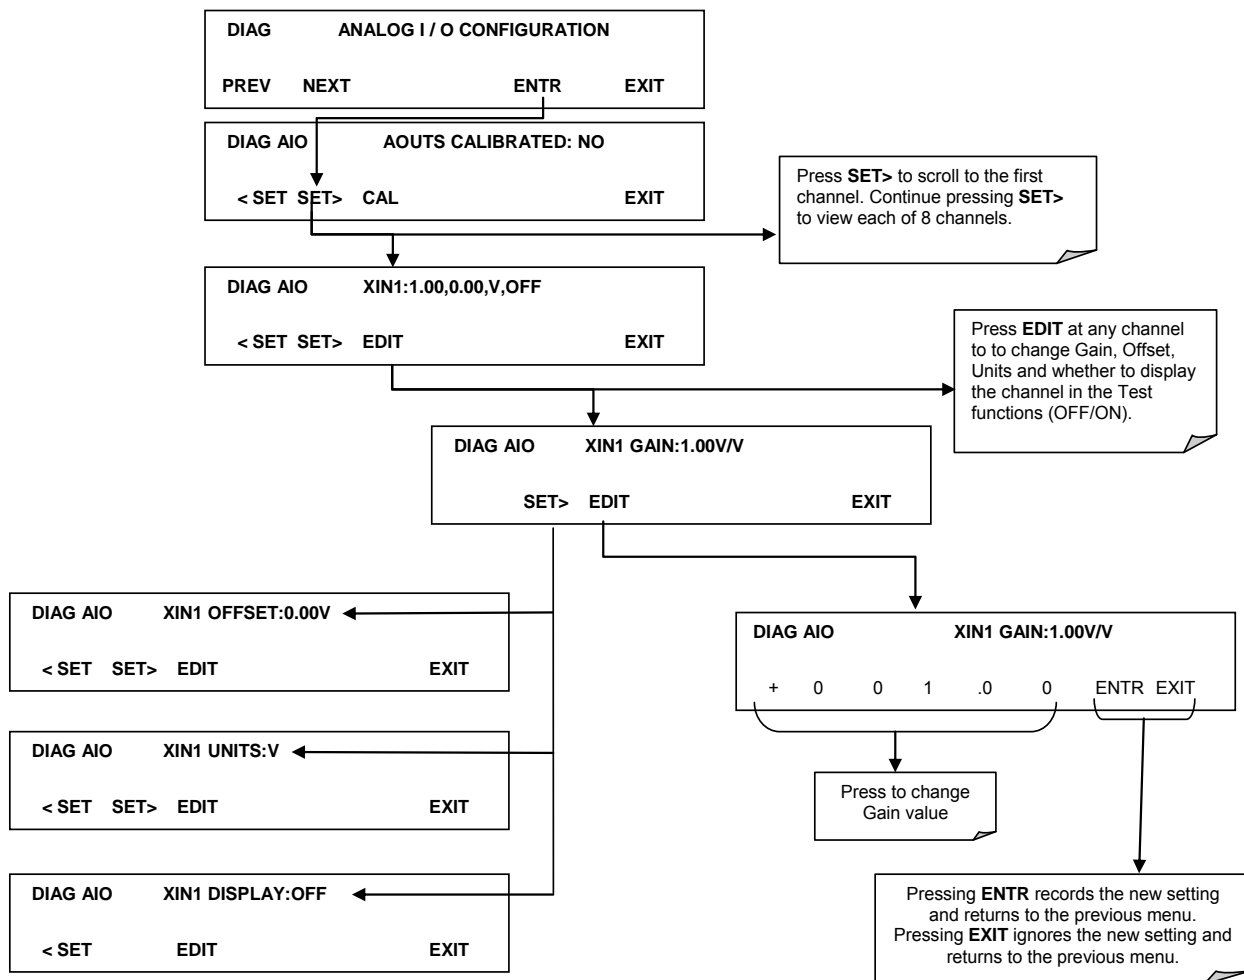 DIAG ANALOG I / O CONFIGURATION
PREV NEXT ENTR EXIT
DIAG AIO AOUTS CALIBRATED: NO
< SET SET> CAL EXIT
Press SET> to scroll to the first
channel. Continue pressing SET>
to view each of 8 channels.
DIAG AIO XIN1:1.00,0.00,V,OFF
< SET SET> EDIT EXIT
Press EDIT at any channel
to to change Gain, Offset,
Units and whether to display
the channel in the Test
functions (OFF/ON).
DIAG AIO XIN1 GAIN:1.00V/V
SET> EDIT EXIT
DIAG AIO XIN1 OFFSET:0.00V
< SET SET> EDIT EXIT
DIAG AIO XIN1 GAIN:1.00V/V
+ 0 0 1 .0 0 ENTR EXIT
DIAG AIO XIN1 UNITS:V
< SET SET> EDIT EXIT
Press to change
Gain value
DIAG AIO XIN1 DISPLAY:OFF
< SET EDIT EXIT
Pressing ENTR records the new setting
and returns to the previous menu.
Pressing EXIT ignores the new setting and
returns to the previous menu.